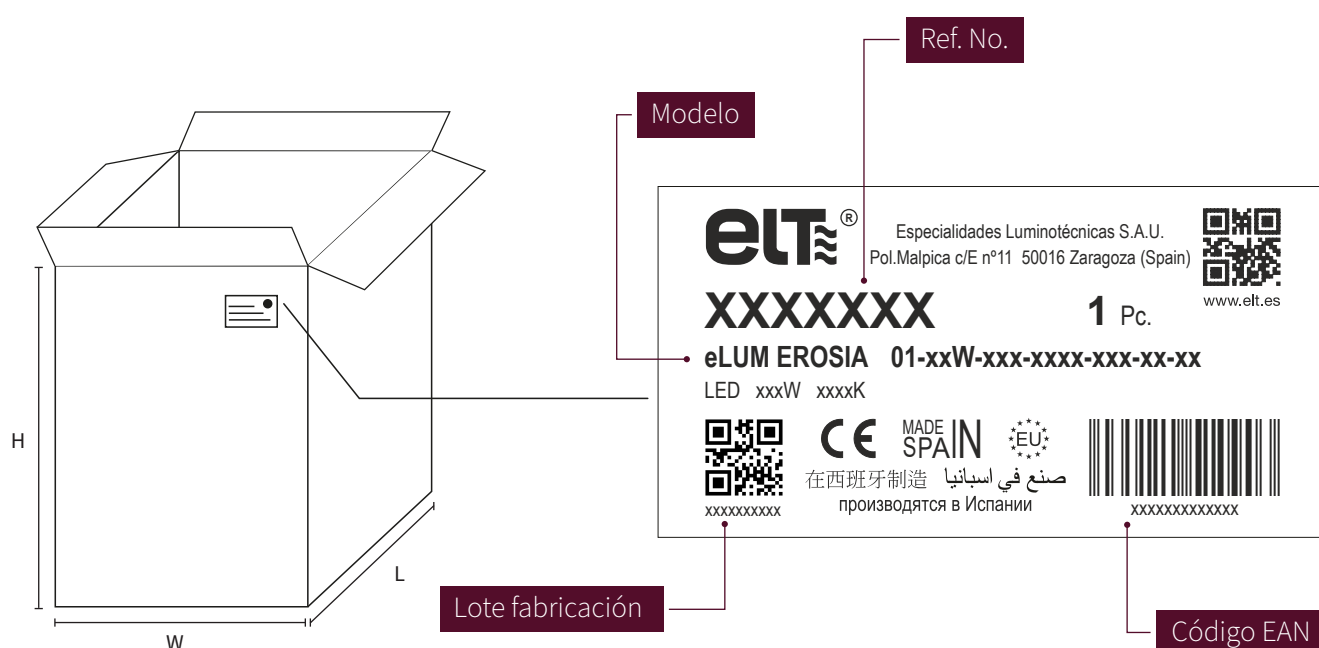 Ref. No.
Modelo
eLT®
Especialidades Luminotécnicas S.A.U.
Pol.Malpica c/E nº11 50016 Zaragoza (Spain)
www.elt.es
XXXXXXX
1 Pc.
eLUM EROSIA 01-xxW-xxx-xxxx-xxx-xx-xx
LED xxxW xxxxK
CE
MADE
SPAIN
EU
在西班牙制造 صنع في اسبانيا
производятся в Испании
xxxxxxxxxx
xxxxxxxxxxxxx
H
L
W
Lote fabricación
Código EAN